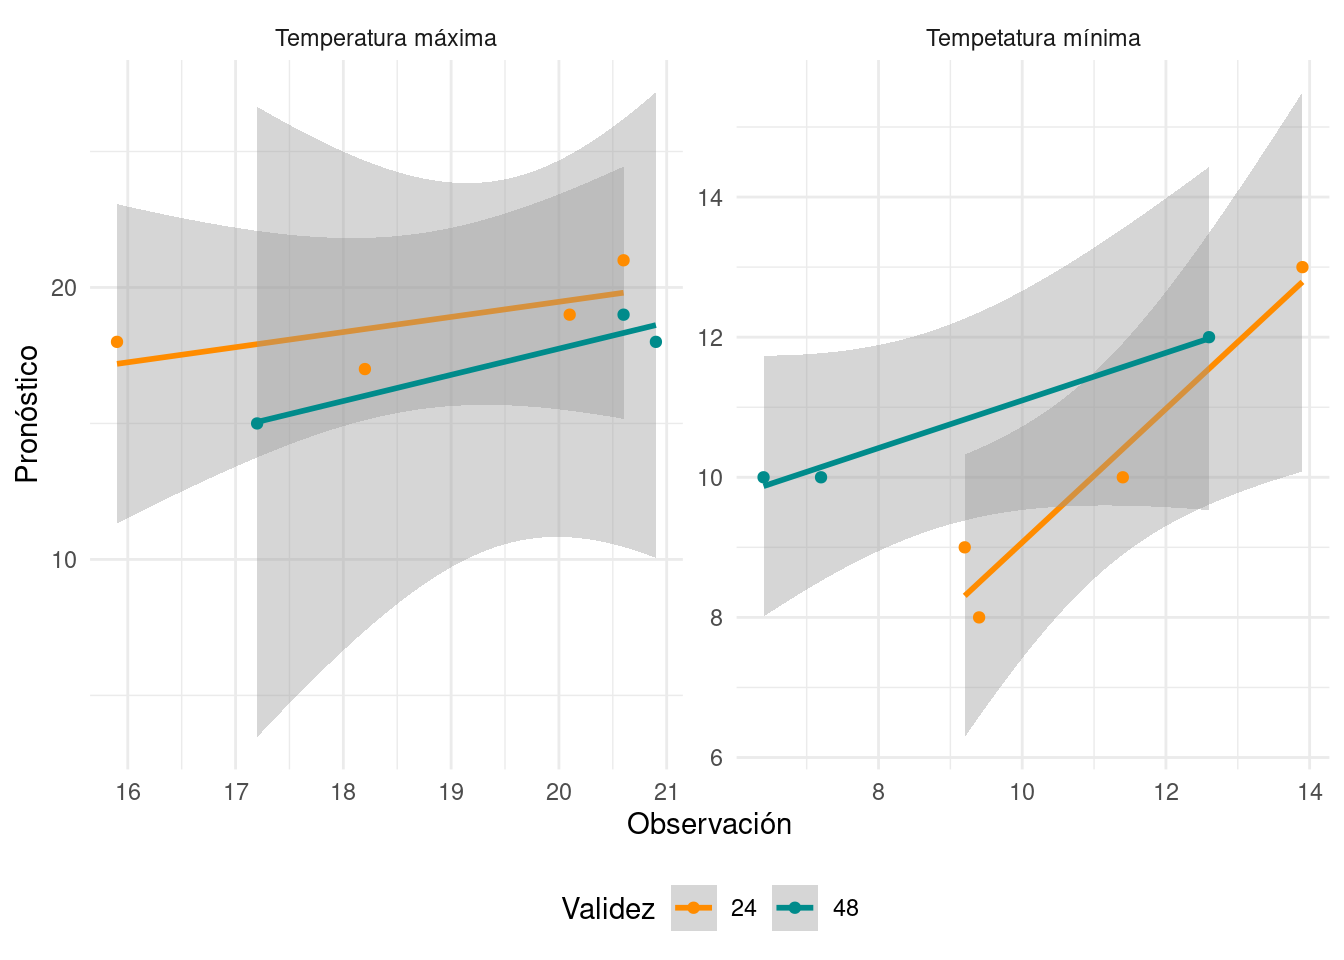 Temperatura máxima
Tempetatura mínima
Pronóstico
20
10
14
12
10
8
6
16 17 18 19 20 21
8 10 12 14
Observación
Validez 24 48